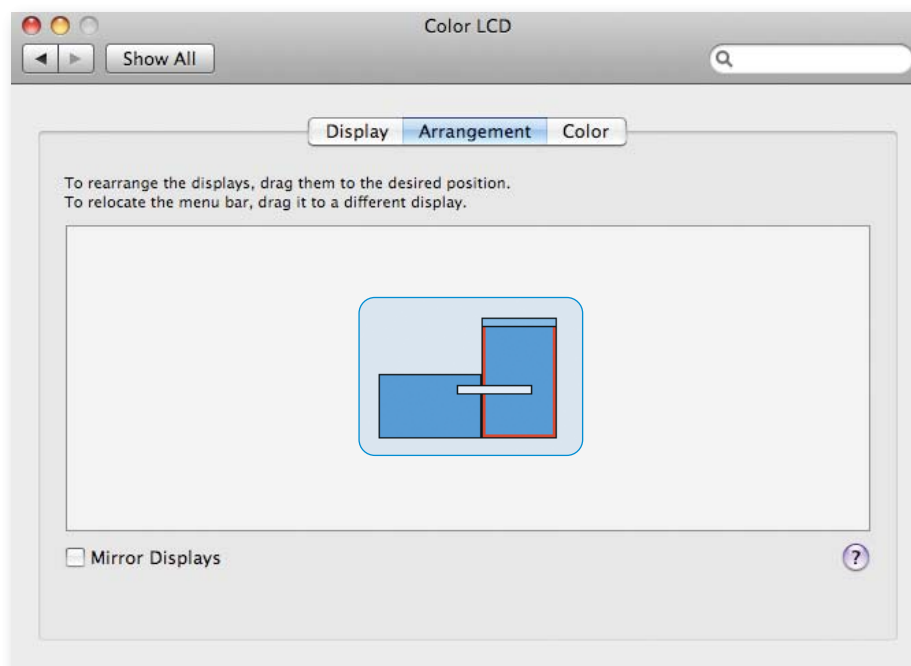 Color LCD
Show All
Display Arrangement Color
To rearrange the displays, drag them to the desired position.
To relocate the menu bar, drag it to a different display.
Mirror Displays
?